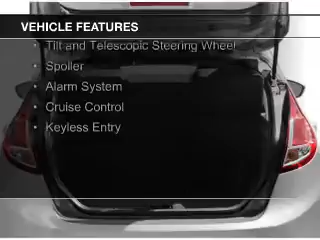 VEHICLE FEATURES
• Tilt and Telescopic Steering Wheel
• Spoiler
• Alarm System
• Cruise Control
• Keyless Entry